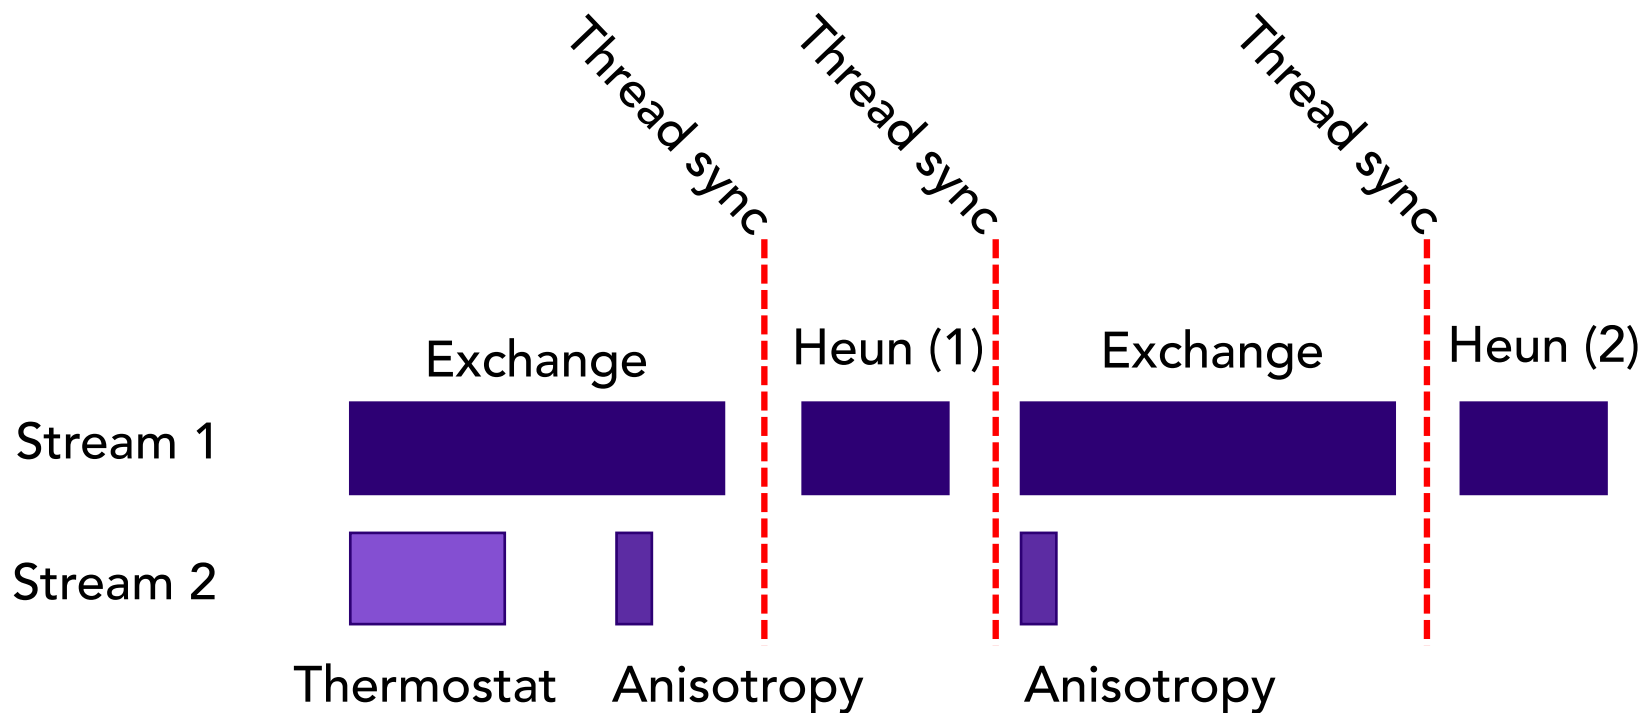 Thread sync
Thread sync
Thread sync
Exchange
Heun (1)
Exchange
Heun (2)
Stream 1
Stream 2
Thermostat
Anisotropy
Anisotropy